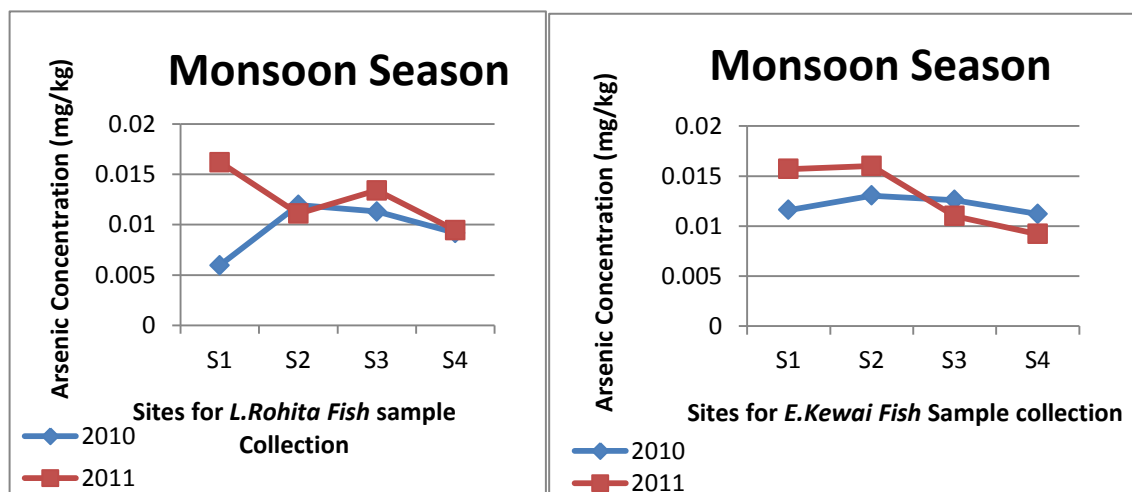 Monsoon Season
Arsenic Concentration (mg/kg)
0.02
0.015
0.01
0.005
0
S1 S2 S3 S4
Sites for L.Rohita Fish sample
Collection
2010
2011
Monsoon Season
Arsenic Concentration (mg/kg)
0.02
0.015
0.01
0.005
0
S1 S2 S3 S4
Sites for E.Kewai Fish Sample collection
2010
2011